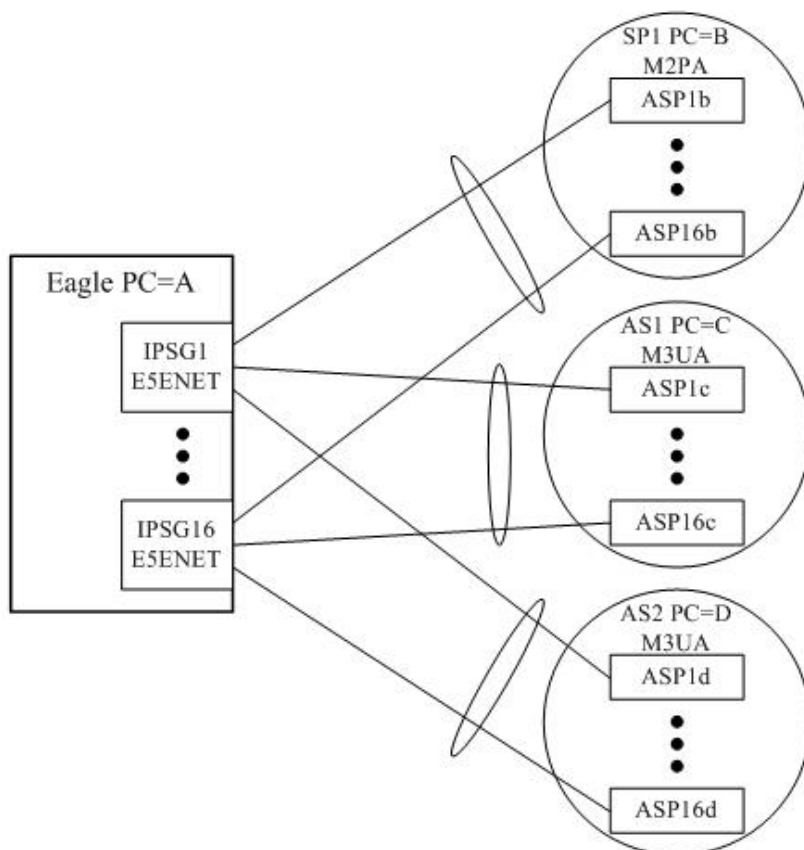 SP1 PC=B
M2PA
ASP1b
ASP16b
Eagle PC=A
IPSG1
E5ENET
IPSG16
E5ENET
AS1 PC=C
M3UA
ASP1c
ASP16c
AS2 PC=D
M3UA
ASP1d
ASP16d